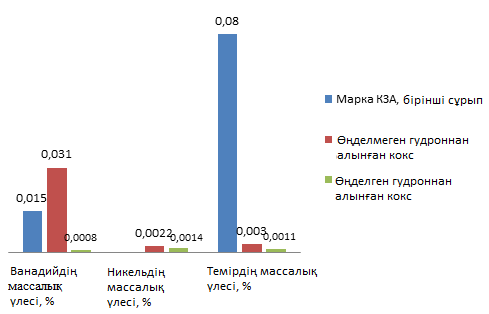 0,08
0,031
0,015
0,0008
0,0022
0,0014
0,003
0,0011
Ванадийдің
массалық
үлесі, %
Никельдің
массалық
үлесі, %
Темірдің массалық
үлесі, %
Марка КЗА, бірінші сұрып
Өңделмеген гудроннан
алынған кокс
Өңделген гудроннан
алынған кокс